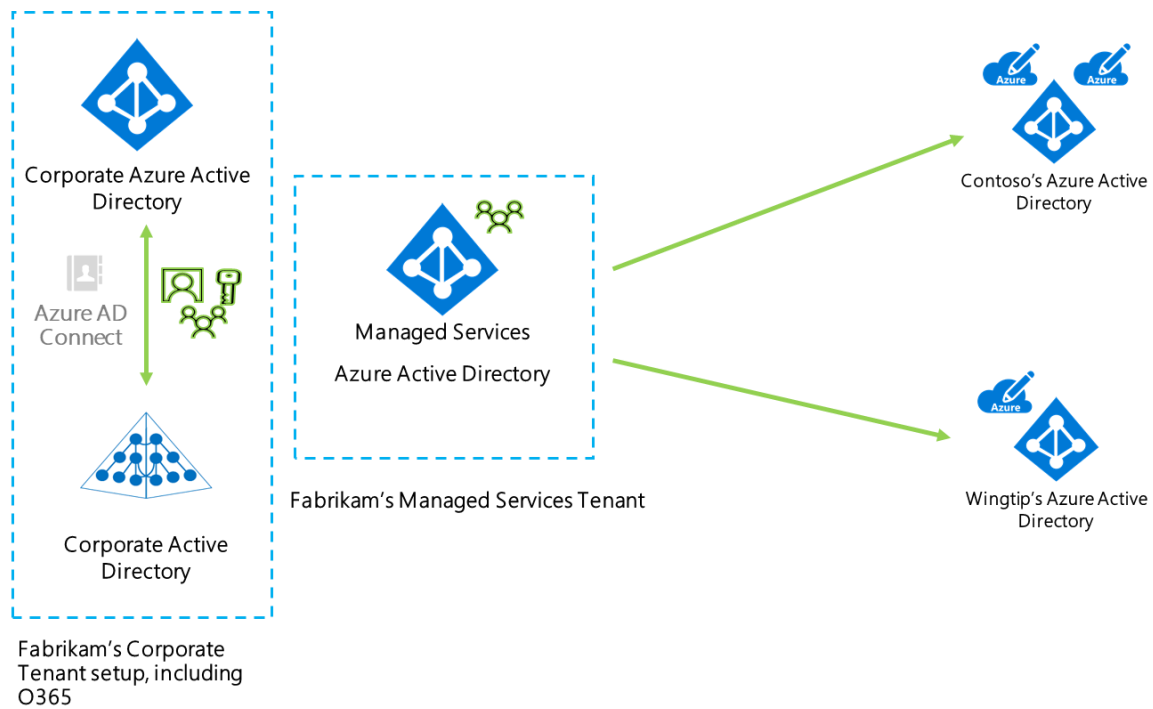 Corporate Azure Active
Directory
Azure AD
Connect
Corporate Active
Directory
Fabrikam's Corporate
Tenant setup, including
O365
Managed Services
Azure Active Directory
Fabrikam's Managed Services Tenant
Azure
Azure
Contoso's Azure Active
Directory
Azure
Wingtip's Azure Active
Directory